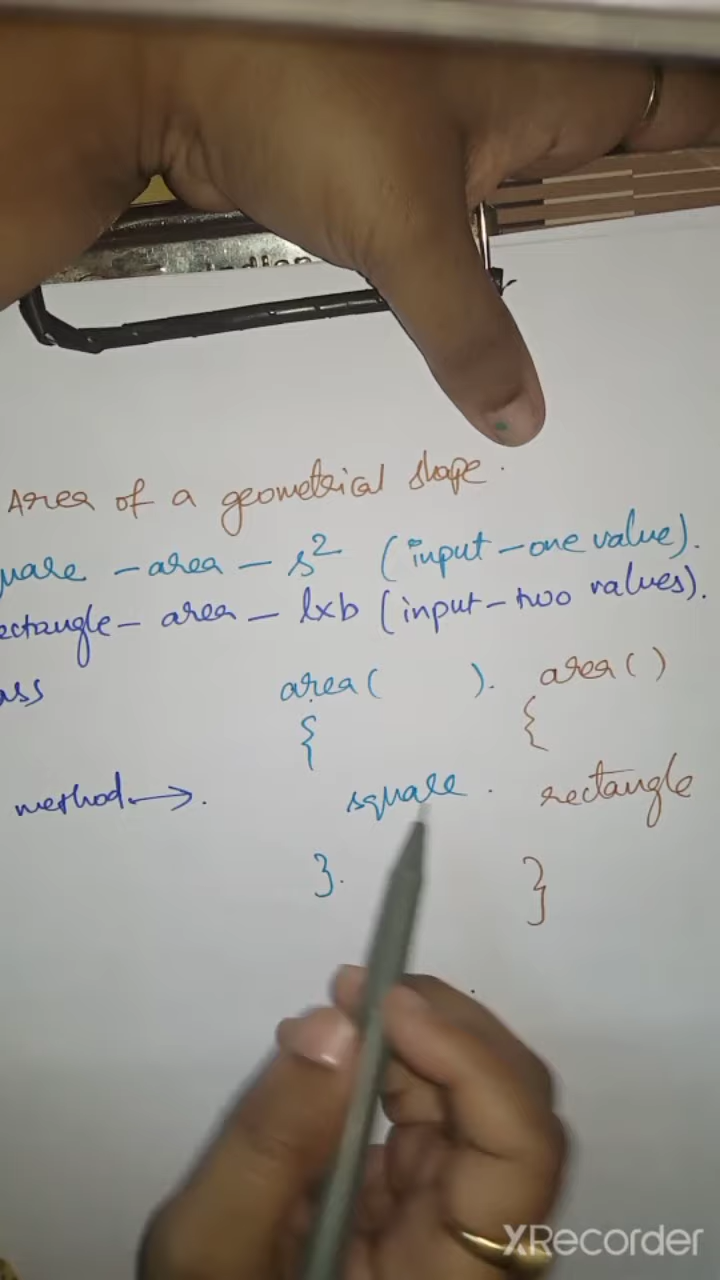 Area of a geometrical shape.
quare - area - s² (input - one value).
ectangle - area - lxb (input - two values).
ass area( ). area()
{ {
method →. square. rectangle
}. }
XRecorder